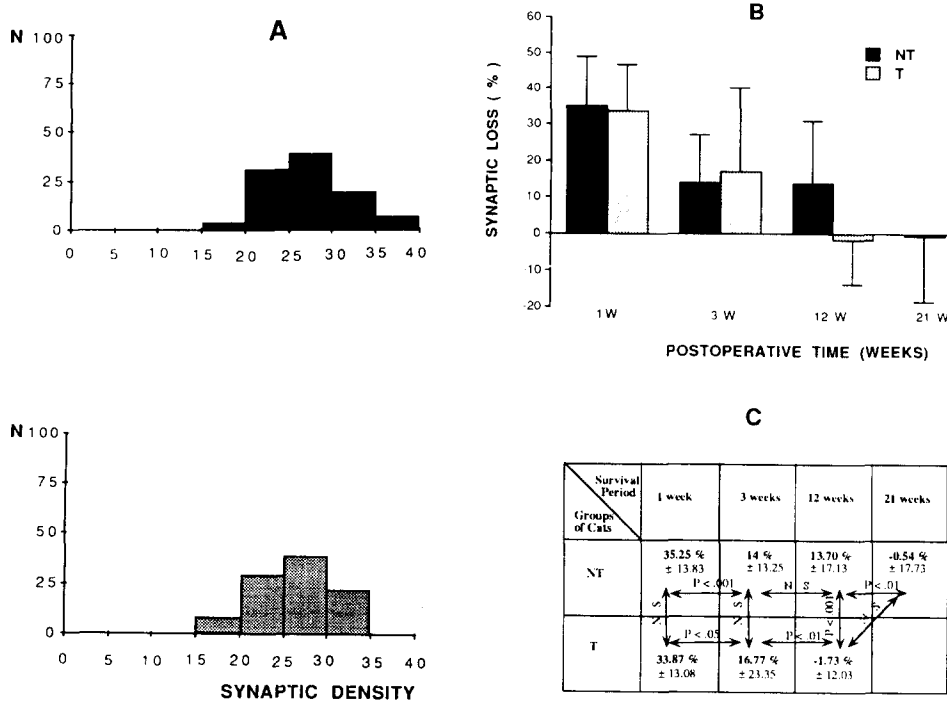 A
N 100
75
50
25
0
0 5 10 15 20 25 30 35 40
N 100
75
50
25
0
0 5 10 15 20 25 30 35 40
SYNAPTIC DENSITY
B
SYNAPTIC LOSS ( % )
60
50
40
30
20
10
0
-10
-20
NT
T
1 W 3 W 12 W 21 W
POSTOPERATIVE TIME (WEEKS)
C
Survival
Period
Groups
of Cats
1 week 3 weeks 12 weeks 21 weeks
NT
35.25 % 14 % 13.70 % -0.54 %
± 13.83 ± 13.25 ± 17.13 ± 17.73
P < .001 N S P < .01
N S N S P < .001
P < .05 P < .01
T
33.87 % 16.77 % -1.73 %
± 13.08 ± 23.35 ± 12.03